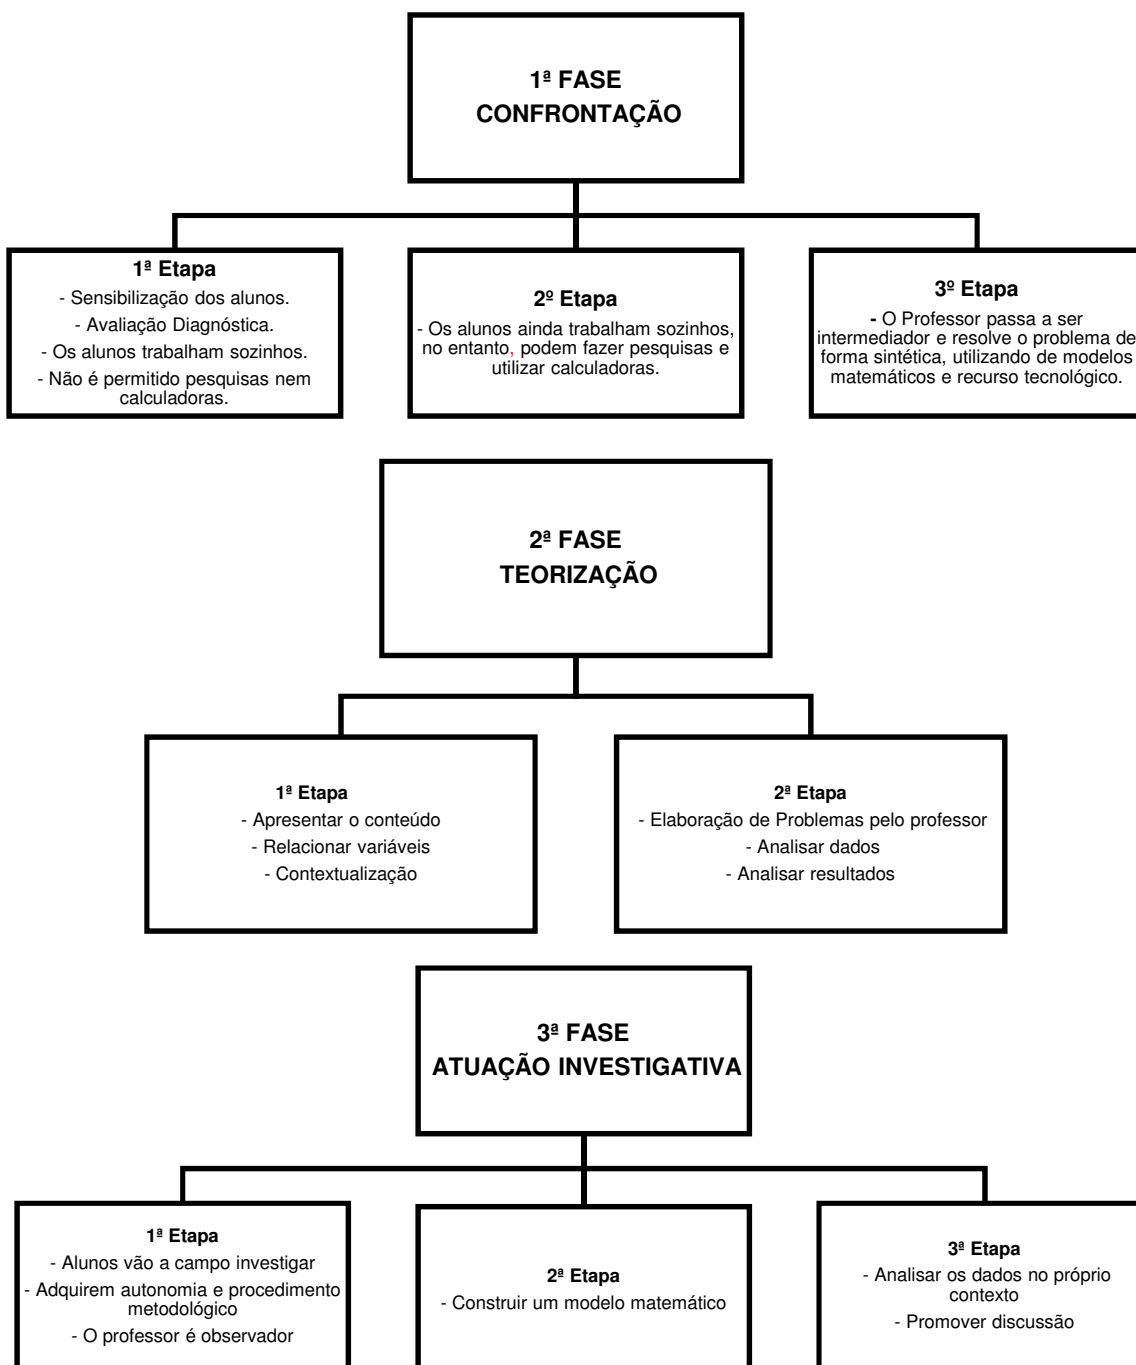 1ª FASE
CONFRONTAÇÃO
1ª Etapa
- Sensibilização dos alunos.
- Avaliação Diagnóstica.
- Os alunos trabalham sozinhos.
- Não é permitido pesquisas nem
calculadoras.
2º Etapa
- Os alunos ainda trabalham sozinhos,
no entanto, podem fazer pesquisas e
utilizar calculadoras.
3º Etapa
- O Professor passa a ser
intermediador e resolve o problema de
forma sintética, utilizando de modelos
matemáticos e recurso tecnológico.
2ª FASE
TEORIZAÇÃO
1ª Etapa
- Apresentar o conteúdo
- Relacionar variáveis
- Contextualização
2ª Etapa
- Elaboração de Problemas pelo professor
- Analisar dados
- Analisar resultados
3ª FASE
ATUAÇÃO INVESTIGATIVA
1ª Etapa
- Alunos vão a campo investigar
- Adquirem autonomia e procedimento
metodológico
- O professor é observador
2ª Etapa
- Construir um modelo matemático
3ª Etapa
- Analisar os dados no próprio
contexto
- Promover discussão